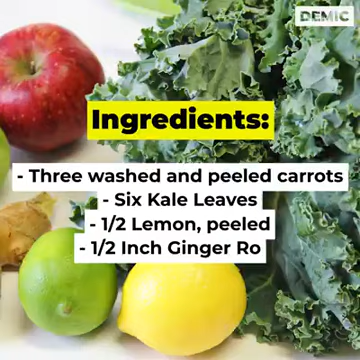 DEMIC
Ingredients:
- Three washed and peeled carrots
- Six Kale Leaves
- 1/2 Lemon, peeled
- 1/2 Inch Ginger Ro